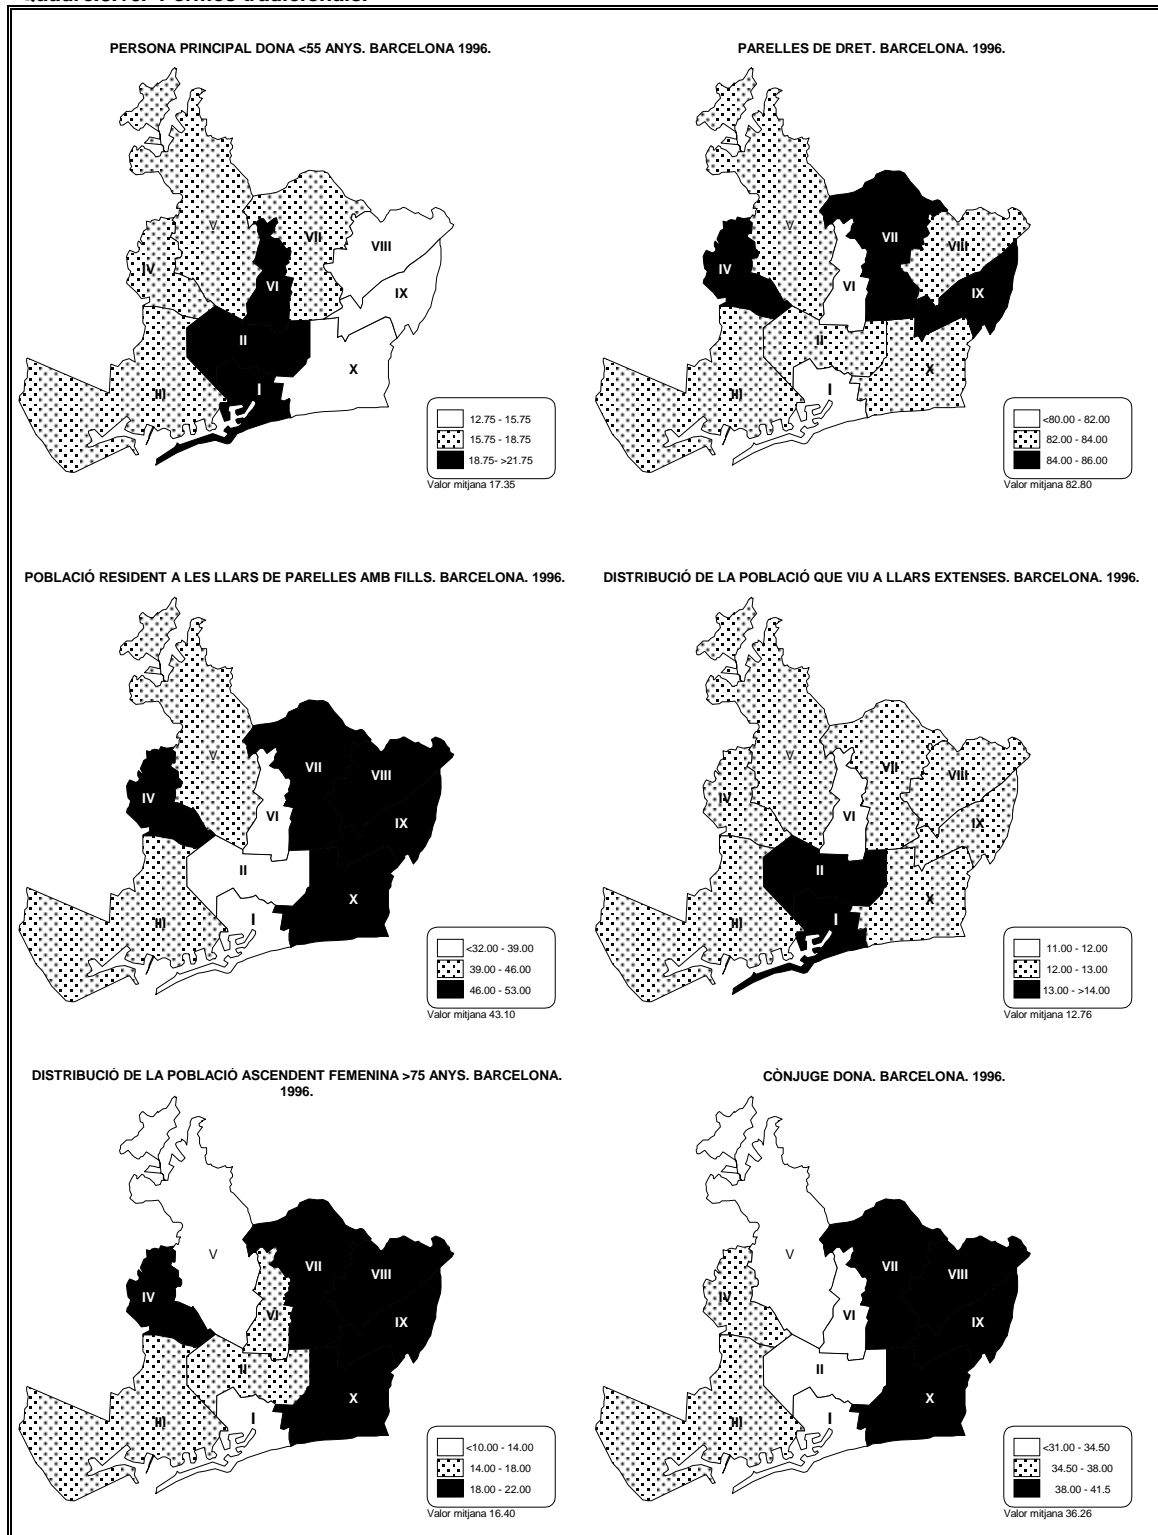 PERSONA PRINCIPAL DONA <55 ANYS. BARCELONA 1996.
V
VII
VIII
IV
VI
IX
II
III
X
I
12.75 - 15.75
15.75 - 18.75
18.75- >21.75
Valor mitjana 17.35
PARELLES DE DRET. BARCELONA. 1996.
V
VII
VIII
IV
VI
IX
II
III
X
I
<80.00 - 82.00
82.00 - 84.00
84.00 - 86.00
Valor mitjana 82.80
POBLACIÓ RESIDENT A LES LLARS DE PARELLES AMB FILLS. BARCELONA. 1996.
V
VII
VIII
IV
VI
IX
II
III
X
I
<32.00 - 39.00
39.00 - 46.00
46.00 - 53.00
Valor mitjana 43.10
DISTRIBUCIÓ DE LA POBLACIÓ QUE VIU A LLARS EXTENSES. BARCELONA. 1996.
V
VII
VIII
IV
VI
IX
II
III
X
I
11.00 - 12.00
12.00 - 13.00
13.00 - >14.00
Valor mitjana 12.76
DISTRIBUCIÓ DE LA POBLACIÓ ASCENDENT FEMENINA >75 ANYS. BARCELONA.
1996.
V
VII
VIII
IV
VI
IX
II
III
X
I
<10.00 - 14.00
14.00 - 18.00
18.00 - 22.00
Valor mitjana 16.40
CÒNJUGE DONA. BARCELONA. 1996.
V
VII
VIII
IV
VI
IX
II
III
X
I
<31.00 - 34.50
34.50 - 38.00
38.00 - 41.5
Valor mitjana 36.26